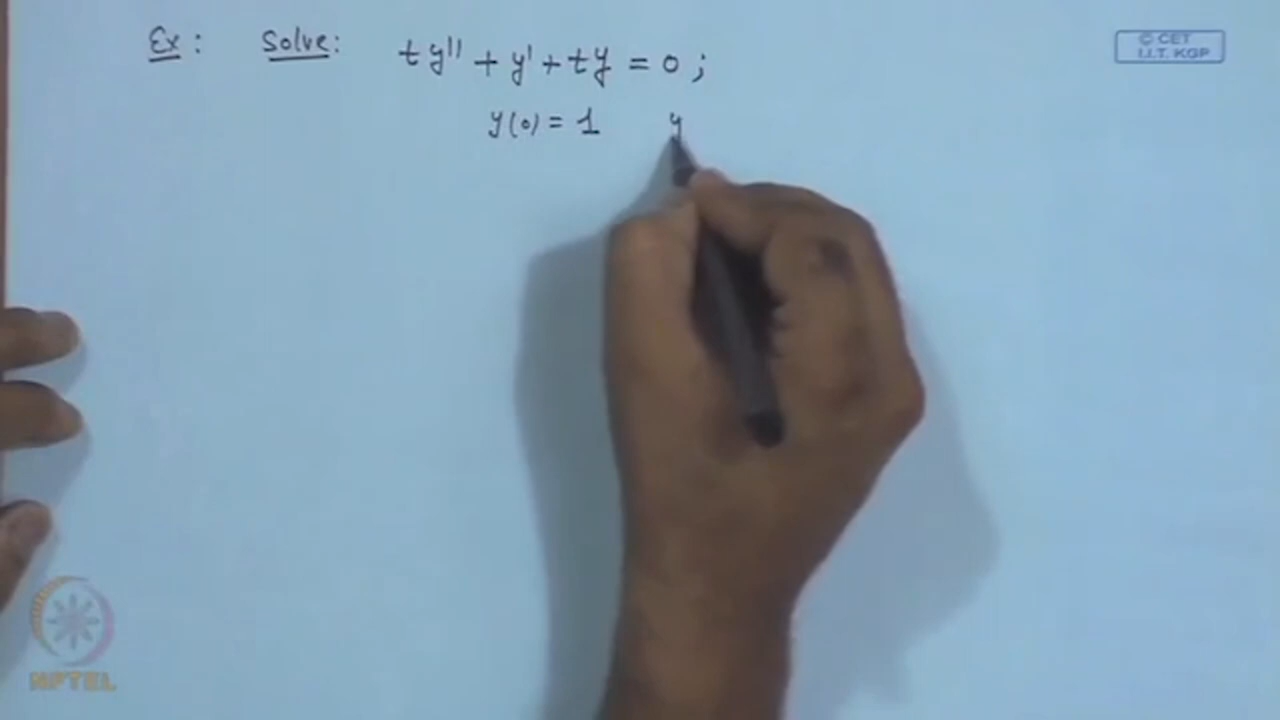 Ex: Solve: ty'' + y' + ty = 0 ;
y(0) = 1 y
© CET
I.I.T. KGP
NPTEL